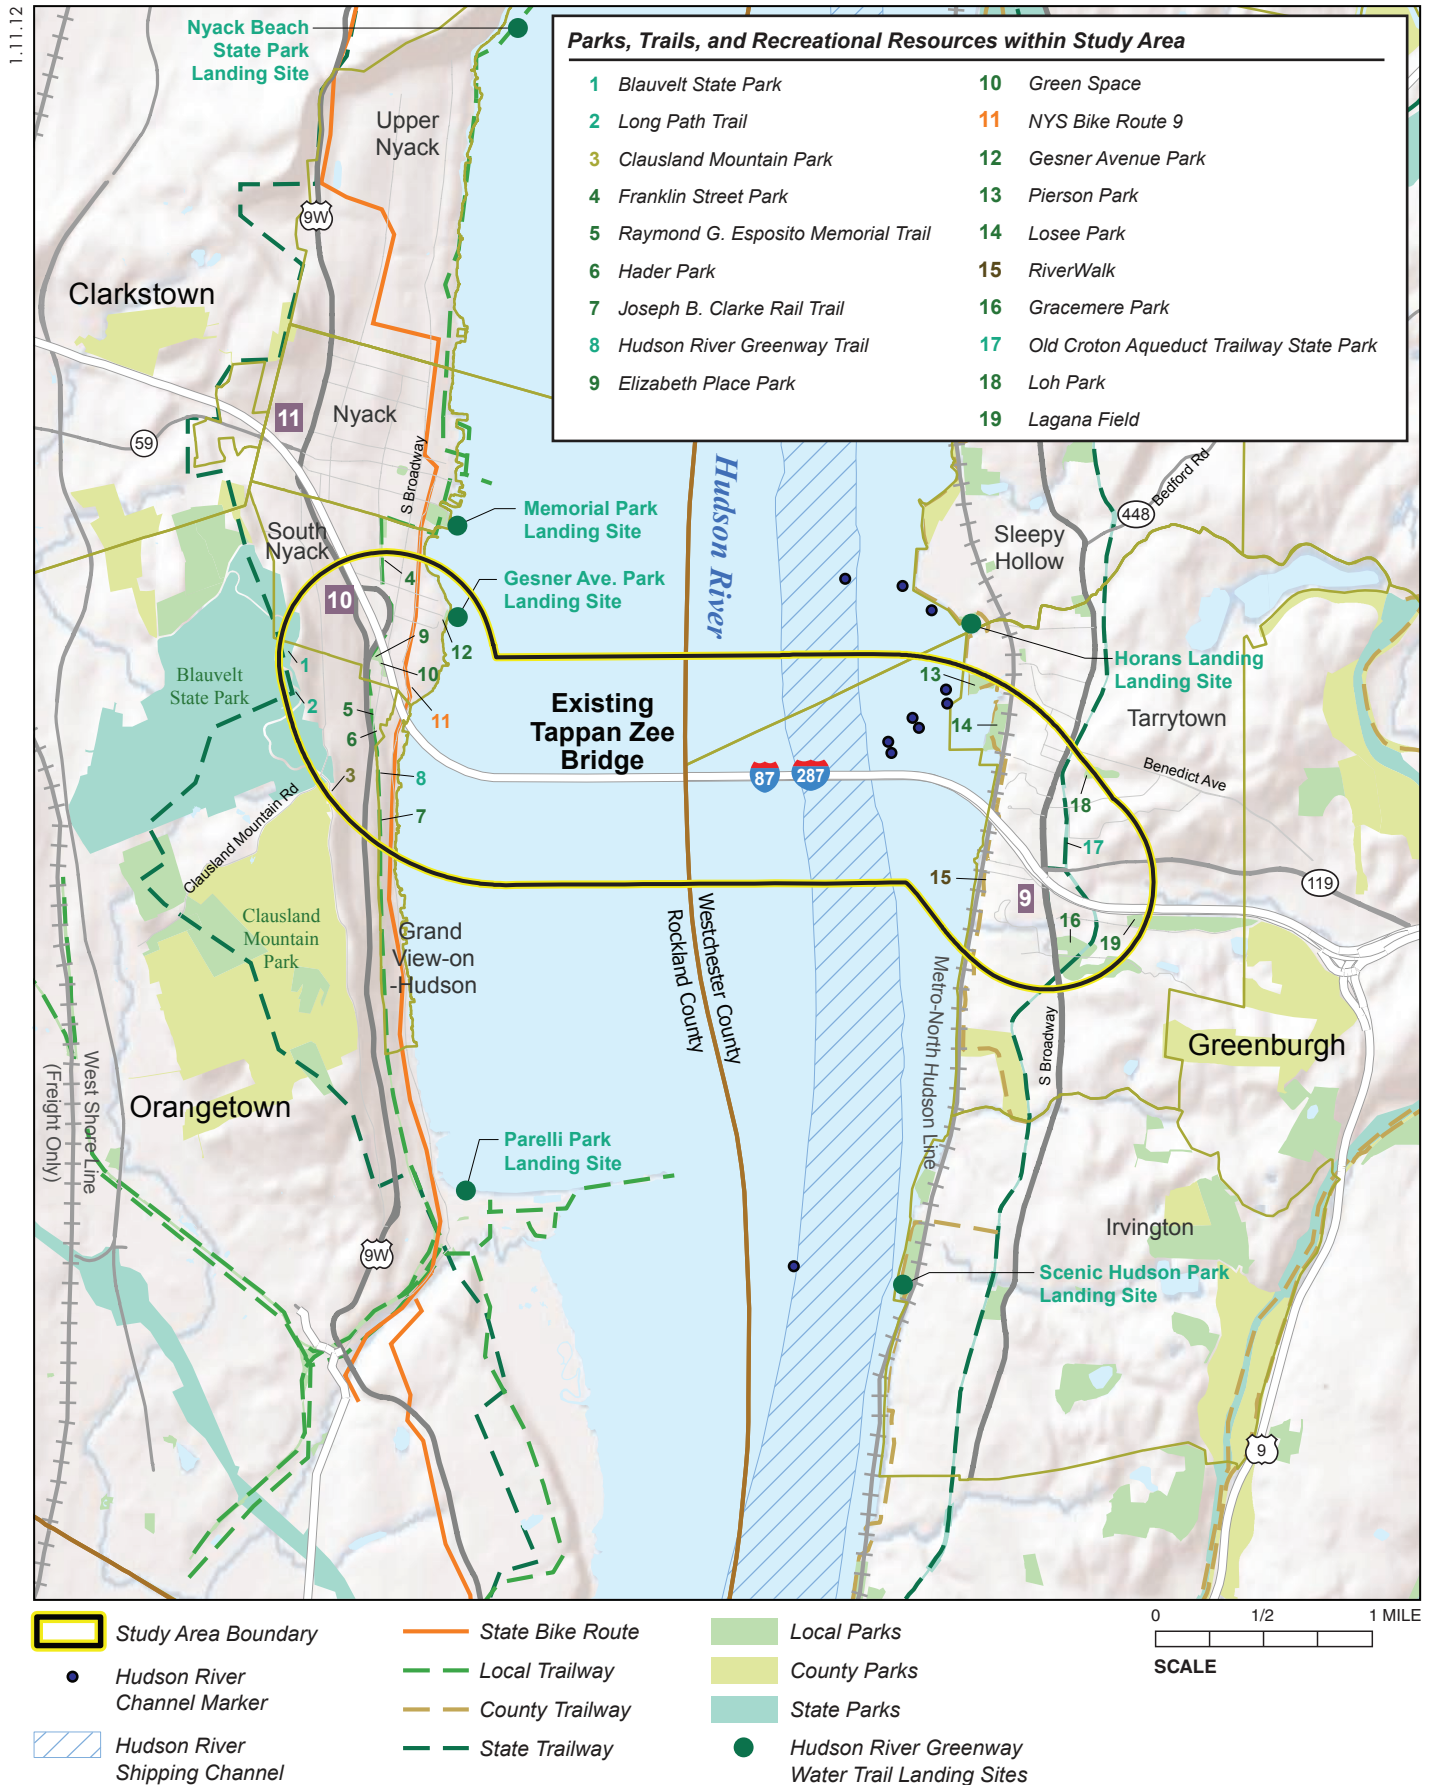 1.11.12
Nyack Beach
State Park
Landing Site
Parks, Trails, and Recreational Resources within Study Area
1 Blauvelt State Park
2 Long Path Trail
3 Clausland Mountain Park
4 Franklin Street Park
5 Raymond G. Esposito Memorial Trail
6 Hader Park
7 Joseph B. Clarke Rail Trail
8 Hudson River Greenway Trail
9 Elizabeth Place Park
10 Green Space
11 NYS Bike Route 9
12 Gesner Avenue Park
13 Pierson Park
14 Losee Park
15 RiverWalk
16 Gracemere Park
17 Old Croton Aqueduct Trailway State Park
18 Loh Park
19 Lagana Field
Upper
Nyack
9W
Clarkstown
11
Nyack
59
S Broadway
Hudson River
448
Bedford Rd
Memorial Park
Landing Site
South
Nyack
Sleepy
Hollow
Gesner Ave. Park
Landing Site
4
10
9
12
1
10
Blauvelt
State Park
2
5
11
6
3
8
7
Existing
Tappan Zee
Bridge
Horans Landing
Landing Site
13
14
Tarrytown
87
287
Benedict Ave
18
17
Clausland Mountain Rd
15
9
119
16
19
Clausland
Mountain
Park
Grand
View-on
-Hudson
Westchester County
Rockland County
Metro-North Hudson Line
S Broadway
Greenburgh
West Shore Line
(Freight Only)
Orangetown
Parelli Park
Landing Site
Irvington
9W
Scenic Hudson Park
Landing Site
9
Study Area Boundary
Hudson River
Channel Marker
Hudson River
Shipping Channel
State Bike Route
Local Trailway
County Trailway
State Trailway
Local Parks
County Parks
State Parks
Hudson River Greenway
Water Trail Landing Sites
0 1/2 1 MILE
SCALE